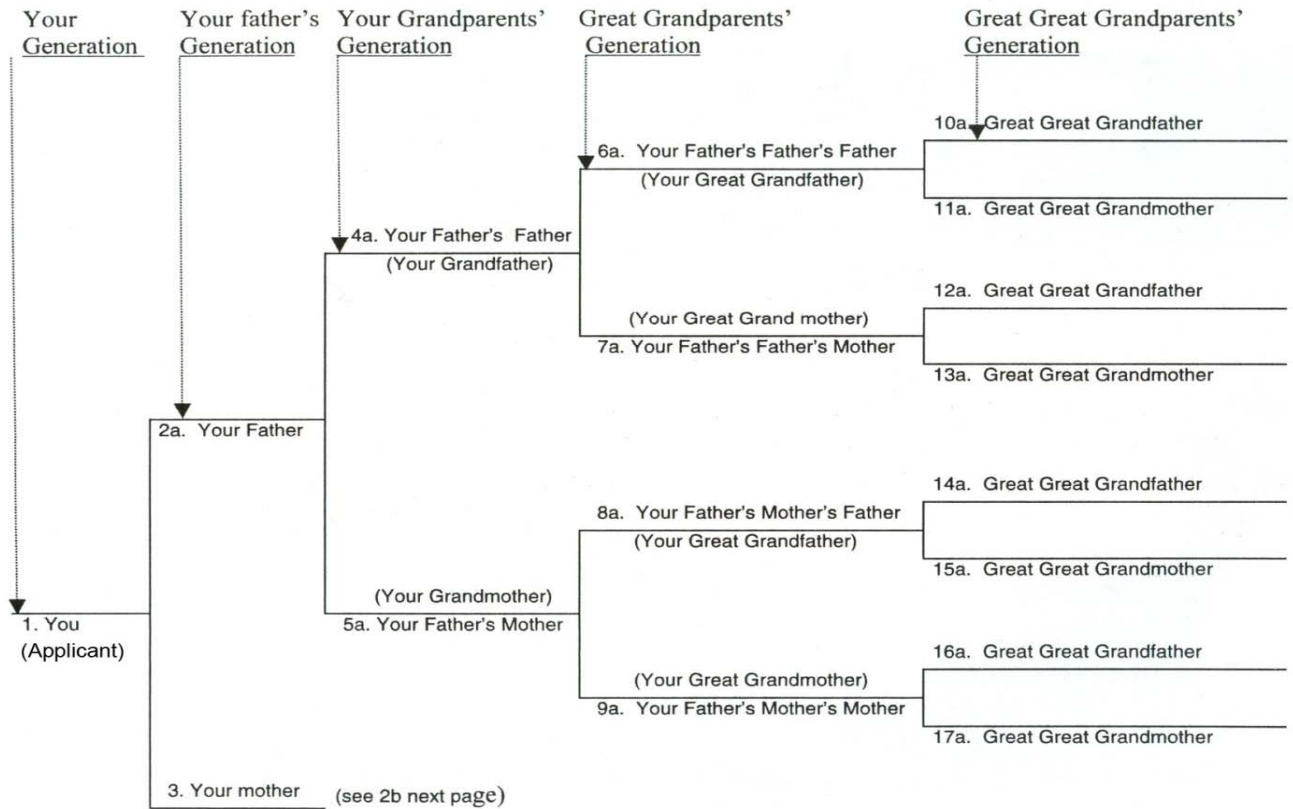 Your
Generation
Your father's
Generation
Your Grandparents'
Generation
Great Grandparents'
Generation
Great Great Grandparents'
Generation
10a. Great Great Grandfather
6a. Your Father's Father's Father
(Your Great Grandfather)
11a. Great Great Grandmother
4a. Your Father's Father
(Your Grandfather)
12a. Great Great Grandfather
(Your Great Grand mother)
7a. Your Father's Father's Mother
13a. Great Great Grandmother
2a. Your Father
14a. Great Great Grandfather
8a. Your Father's Mother's Father
(Your Great Grandfather)
15a. Great Great Grandmother
(Your Grandmother)
5a. Your Father's Mother
1. You
(Applicant)
16a. Great Great Grandfather
(Your Great Grandmother)
9a. Your Father's Mother's Mother
17a. Great Great Grandmother
3. Your mother (see 2b next page)